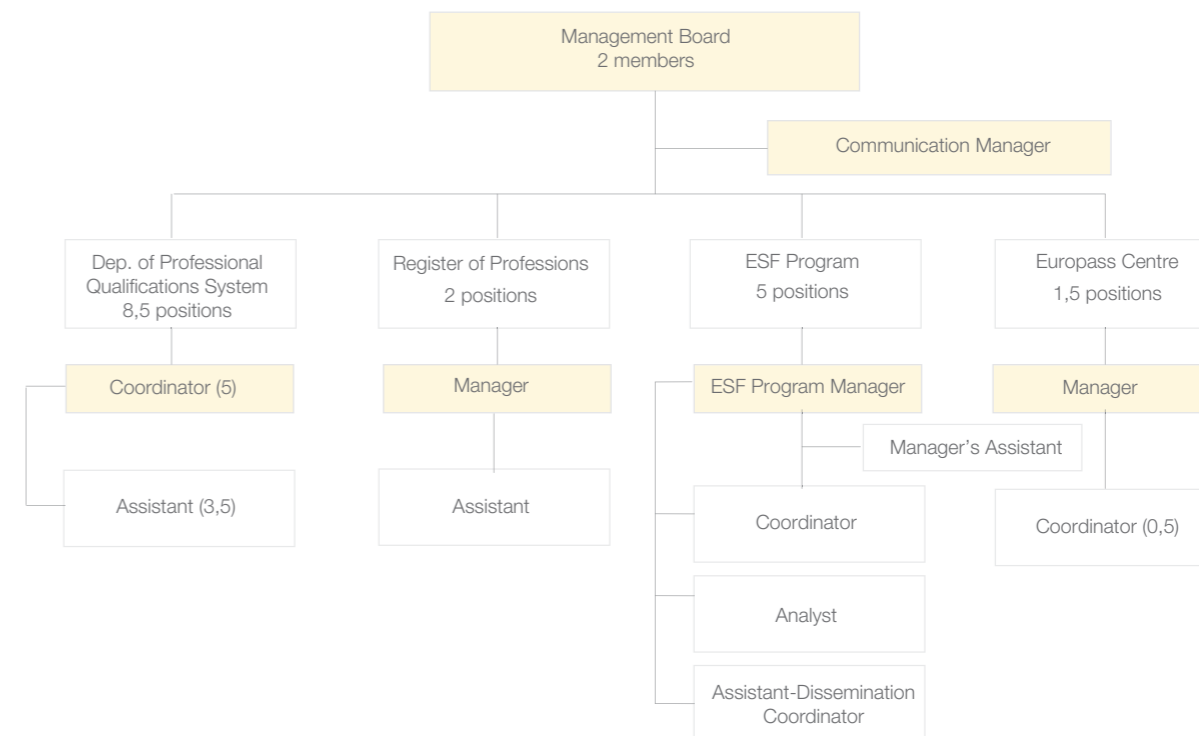 Management Board
2 members
Communication Manager
Dep. of Professional
Qualifications System
8,5 positions
Register of Professions
2 positions
ESF Program
5 positions
Europass Centre
1,5 positions
Coordinator (5)
Manager
ESF Program Manager
Manager
Manager’s Assistant
Assistant (3,5)
Assistant
Coordinator
Coordinator (0,5)
Analyst
Assistant-Dissemination
Coordinator